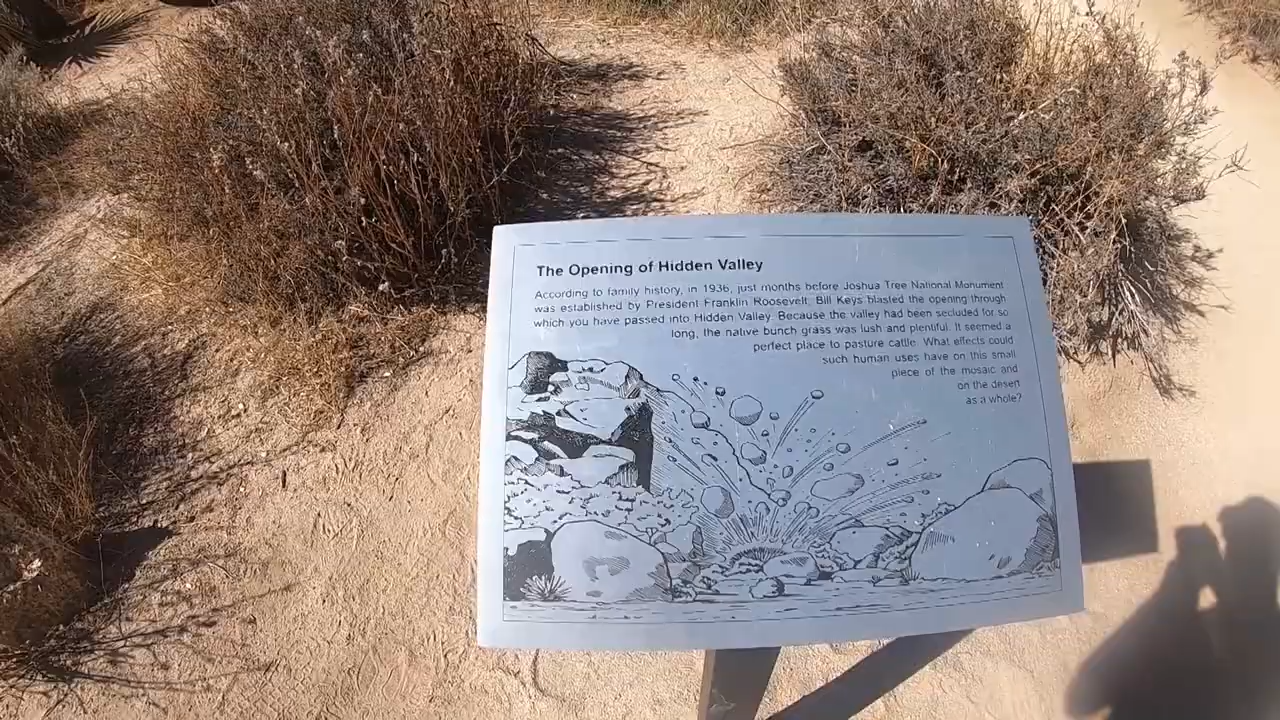 The Opening of Hidden Valley
According to family history, in 1936, just months before Joshua Tree National Monument
was established by President Franklin Roosevelt, Bill Keys blasted the opening through
which you have passed into Hidden Valley. Because the valley had been secluded for so
long, the native bunch grass was lush and plentiful. It seemed a
perfect place to pasture cattle. What effects could
such human uses have on this small
piece of the mosaic and
on the desert
as a whole?